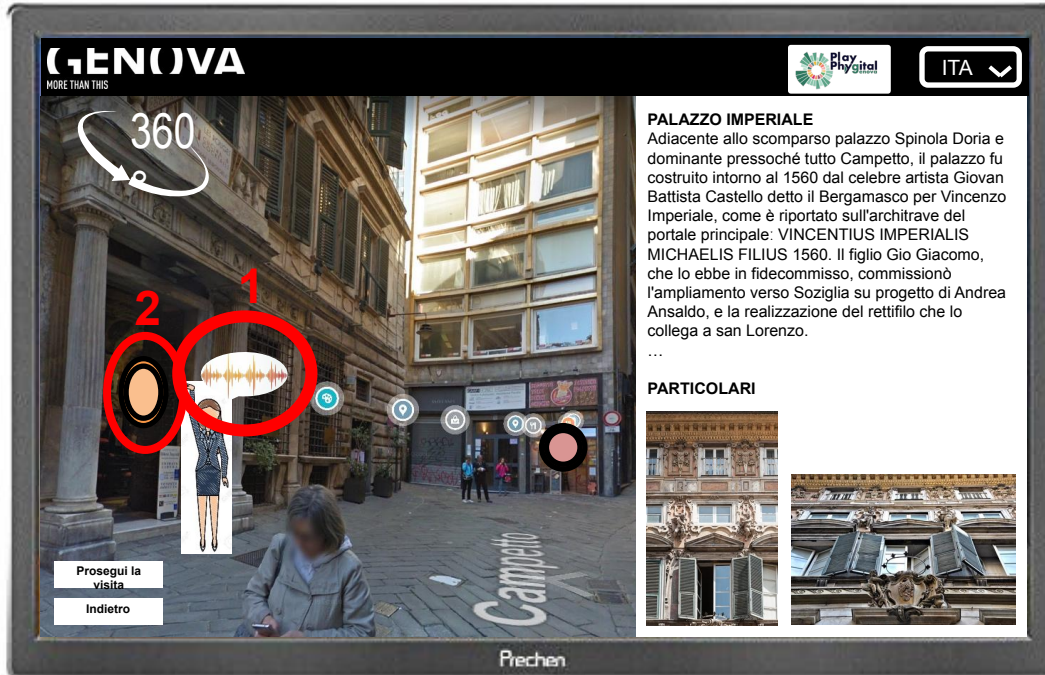 GENOVA
MORE THAN THIS
Play
Phygital
enova
ITA
360
1
2
Campetto
Prosegui la
visita
Indietro
PALAZZO IMPERIALE
Adiacente allo scomparso palazzo Spinola Doria e
dominante pressoché tutto Campetto, il palazzo fu
costruito intorno al 1560 dal celebre artista Giovan
Battista Castello detto il Bergamasco per Vincenzo
Imperiale, come è riportato sull'architrave del
portale principale: VINCENTIUS IMPERIALIS
MICHAELIS FILIUS 1560. Il figlio Gio Giacomo,
che lo ebbe in fidecommisso, commissionò
l'ampliamento verso Soziglia su progetto di Andrea
Ansaldo, e la realizzazione del rettifilo che lo
collega a san Lorenzo.
…
PARTICOLARI
Prechen